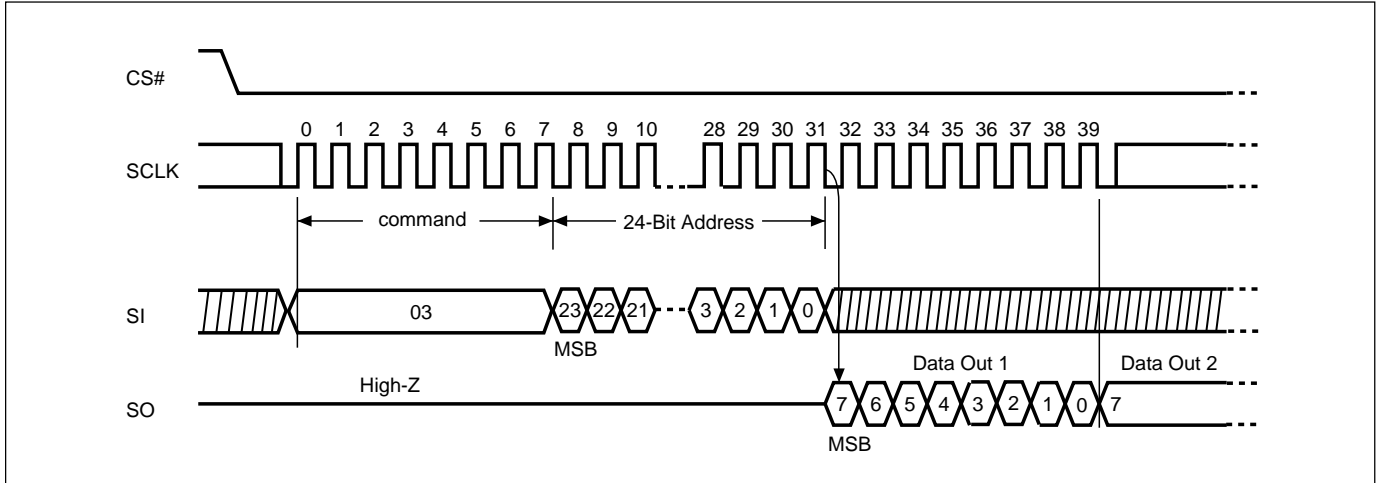 CS#
0 1 2 3 4 5 6 7 8 9 10 28 29 30 31 32 33 34 35 36 37 38 39
SCLK
command 24-Bit Address
SI 03 23 22 21 3 2 1 0
MSB
Data Out 1 Data Out 2
High-Z
SO 7 6 5 4 3 2 1 0 7
MSB